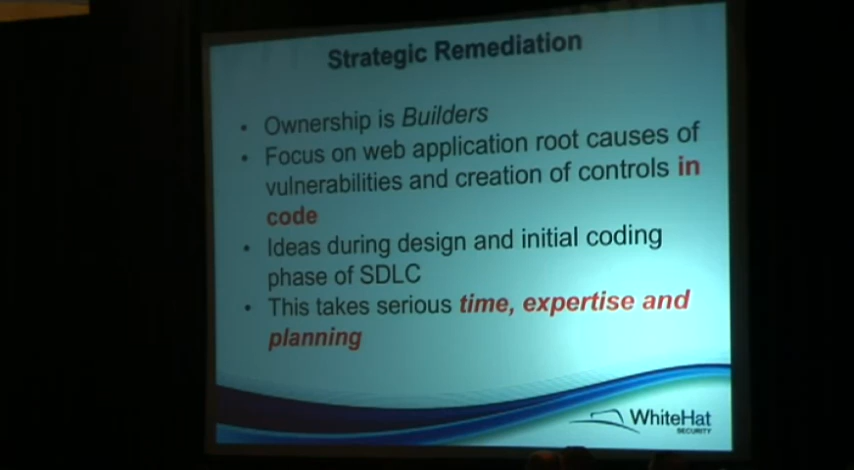 Strategic Remediation
• Ownership is Builders
• Focus on web application root causes of
vulnerabilities and creation of controls in
code
• Ideas during design and initial coding
phase of SDLC
• This takes serious time, expertise and
planning
WhiteHat
SECURITY